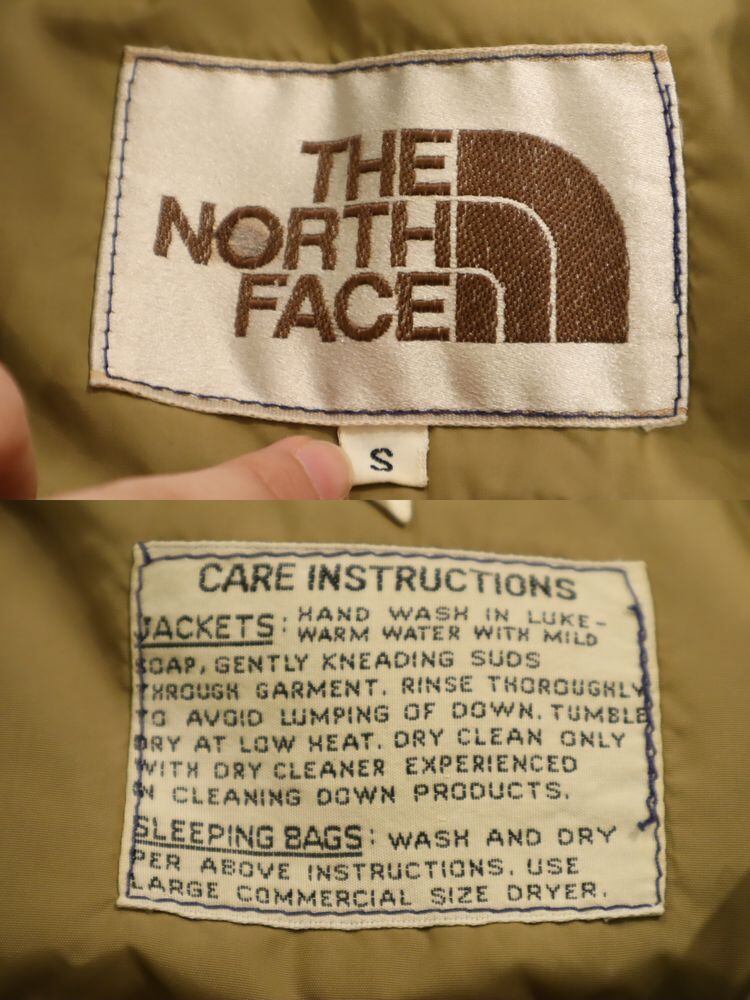 THE
NORTH
FACE
S
CARE INSTRUCTIONS
JACKETS: HAND WASH IN LUKE-
WARM WATER WITH MILD
SOAP, GENTLY KNEADING SUDS
THROUGH GARMENT. RINSE THOROUGHLY
TO AVOID LUMPING OF DOWN. TUMBLE
DRY AT LOW HEAT. DRY CLEAN ONLY
WITH DRY CLEANER EXPERIENCED
IN CLEANING DOWN PRODUCTS.
SLEEPING BAGS: WASH AND DRY
PER ABOVE INSTRUCTIONS. USE
LARGE COMMERCIAL SIZE DRYER.